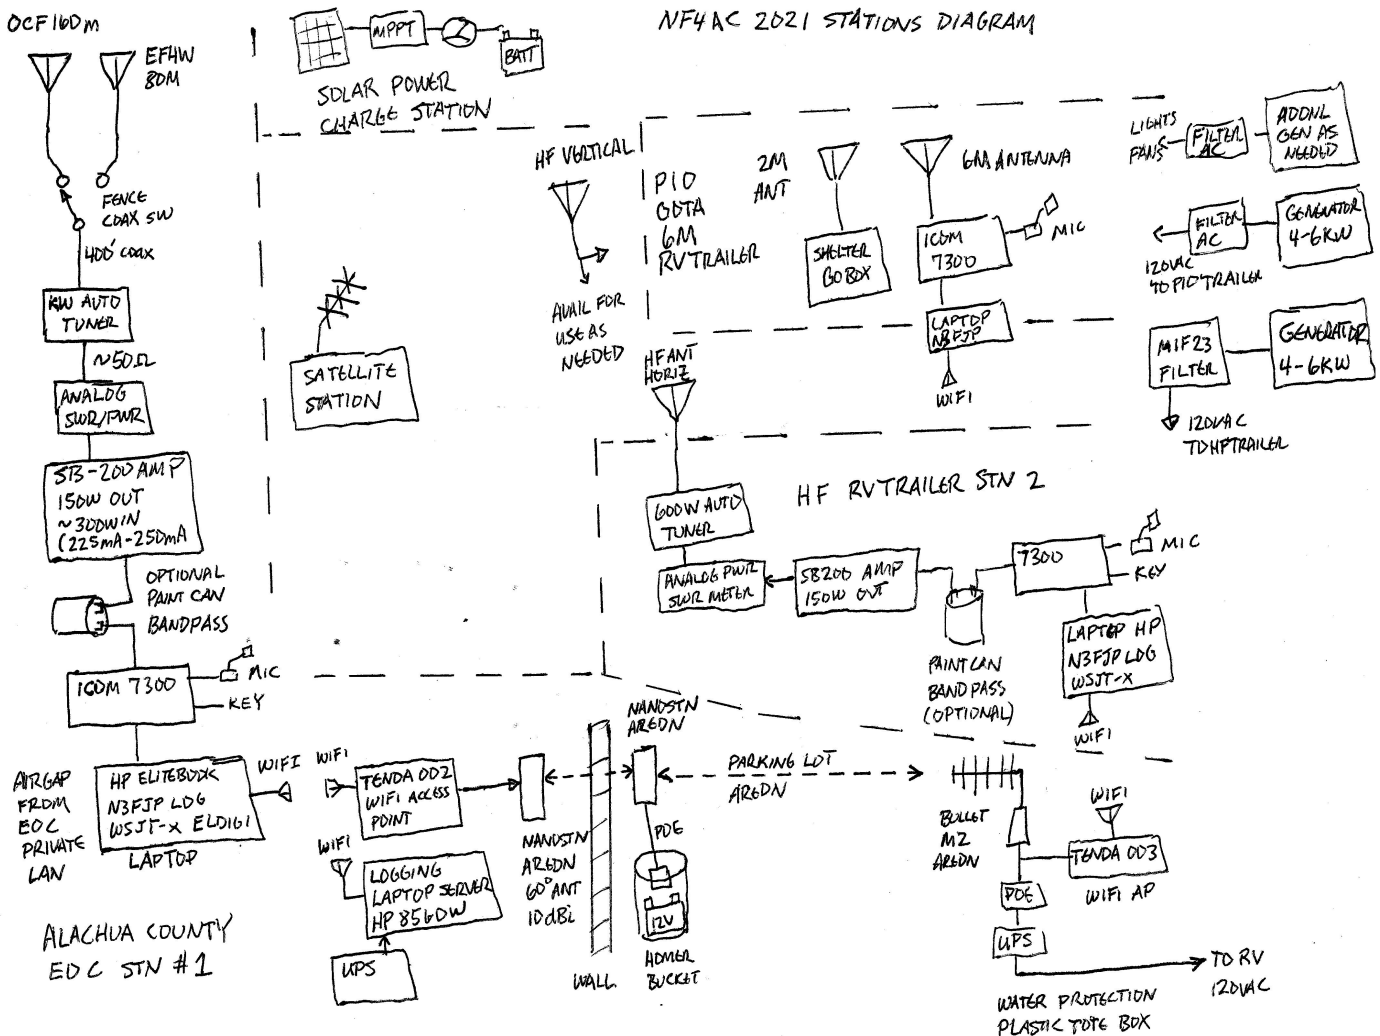 NF4AC 2021 STATIONS DIAGRAM
OCF160m
EF4W
80M
FENCE
COAX SW
400' COAX
KW AUTO
TUNER
~50Ω
ANALOG
SWR/PWR
SB-200 AMP
150W OUT
~300W IN
(225mA-250mA
OPTIONAL
PAINT CAN
BANDPASS
ICOM 7300
MIC
KEY
HP ELITEBOOK
N3FJP LOG
WSJT-X FLDIGI
LAPTOP
WIFI
AIRGAP
FROM
EOC
PRIVATE
LAN
ALACHUA COUNTY
EOC STN #1
MPPT
BATT
SOLAR POWER
CHARGE STATION
HF VERTICAL
AVAIL FOR
USE AS
NEEDED
SATELLITE
STATION
PIO
GOTA
6M
RV TRAILER
2M
ANT
SHELTER
GO BOX
6M ANTENNA
ICOM
7300
MIC
LAPTOP
N3FJP
WIFI
LIGHTS
FANS
FILTER
AC
ADDNL
GEN AS
NEEDED
FILTER
AC
GENERATOR
4-6KW
120VAC
TO PIO TRAILER
MIF23
FILTER
GENERATOR
4-6KW
120VAC
TO HF TRAILER
HF ANT
HORIZ
HF RV TRAILER STN 2
600W AUTO
TUNER
ANALOG PWR
SWR METER
SB200 AMP
150W OUT
PAINT CAN
BANDPASS
(OPTIONAL)
7300
MIC
KEY
LAPTOP HP
N3FJP LOG
WSJT-X
WIFI
WIFI
TENDA 002
WIFI ACCESS
POINT
WIFI
LOGGING
LAPTOP SERVER
HP 8560W
UPS
NANOSTN
AREDN
60° ANT
10dBi
WALL
NANOSTN
AREDN
POE
12V
HOMER
BUCKET
PARKING LOT
AREDN
BULLET
M2
AREDN
WIFI
TENDA 003
WIFI AP
POE
UPS
TO RV
120VAC
WATER PROTECTION
PLASTIC TOTE BOX